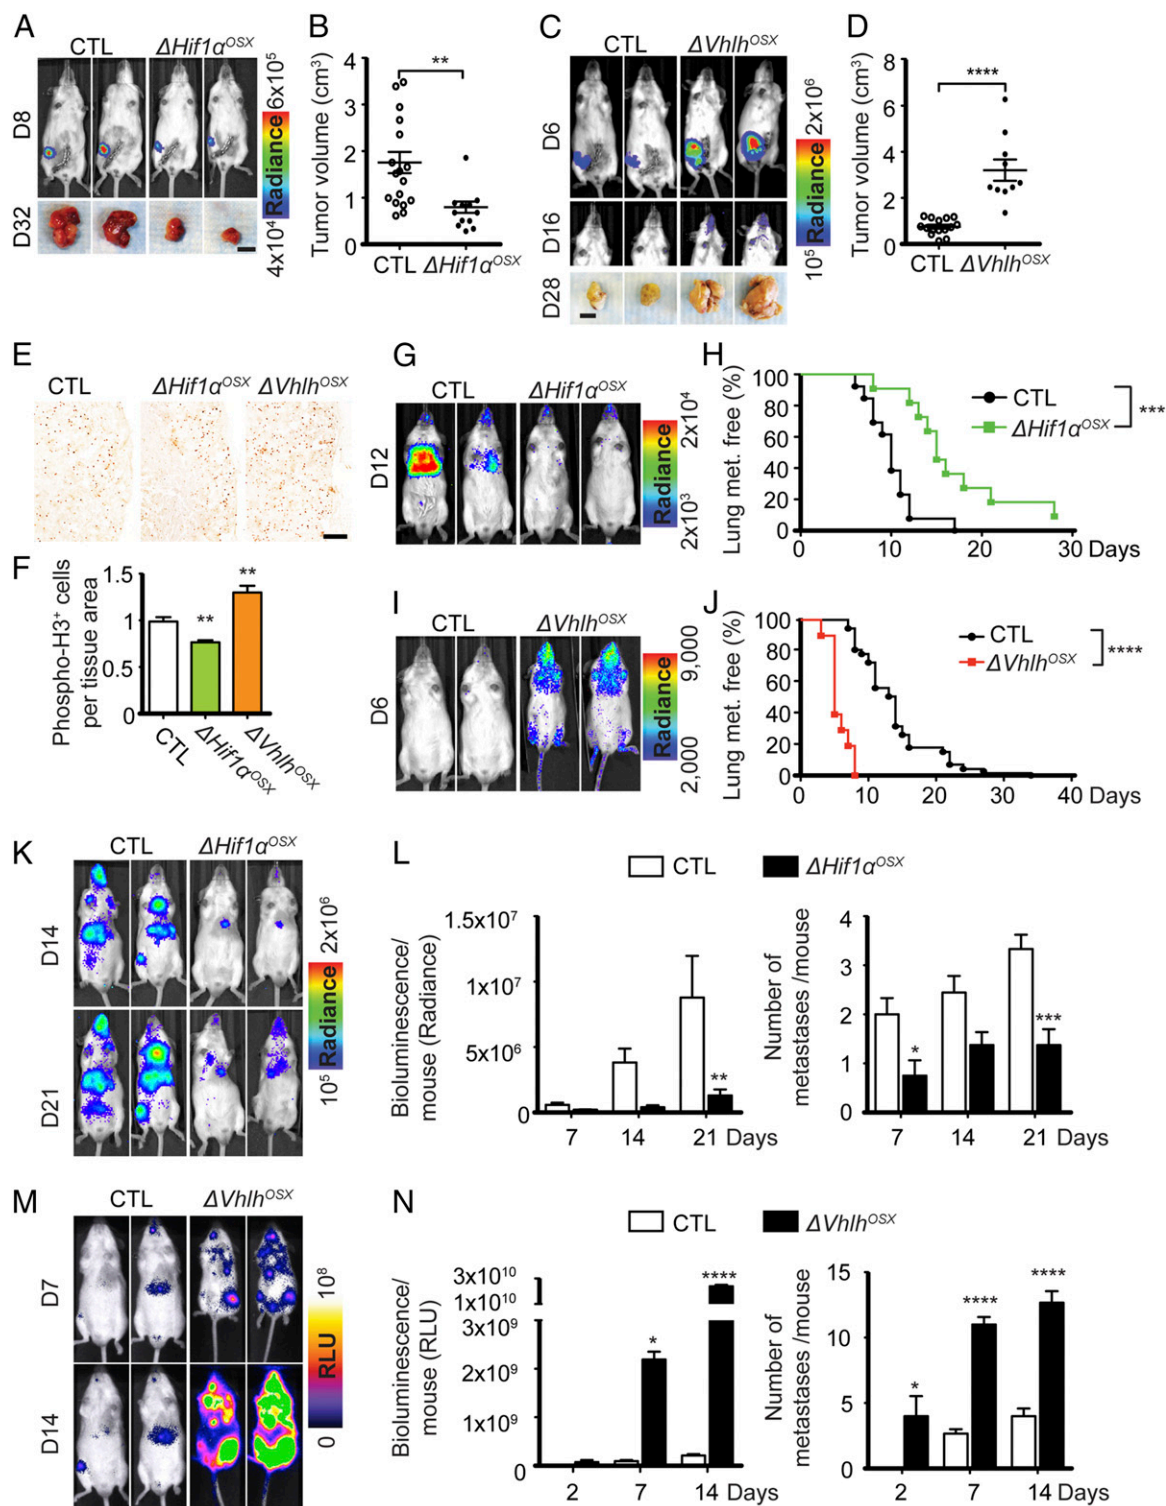 A
CTL ΔHif1α^OSX
D8
D32
6x10^5
Radiance
4x10^4
B
Tumor volume (cm^3)
4
3
2
1
0
**
CTL ΔHif1α^OSX
C
CTL ΔVhlh^OSX
D6
D16
D28
2x10^6
Radiance
10^5
D
Tumor volume (cm^3)
8
6
4
2
0
****
CTL ΔVhlh^OSX
E
CTL ΔHif1α^OSX ΔVhlh^OSX
F
Phospho-H3^+ cells
per tissue area
1.5
1
0.5
0
**
**
CTL
ΔHif1α^OSX
ΔVhlh^OSX
G
CTL ΔHif1α^OSX
D12
2x10^4
Radiance
2x10^3
H
Lung met. free (%)
100
80
60
40
20
0
CTL
ΔHif1α^OSX
***
0 10 20 30 Days
I
CTL ΔVhlh^OSX
D6
9,000
Radiance
2,000
J
Lung met. free (%)
100
80
60
40
20
0
CTL
ΔVhlh^OSX
****
0 10 20 30 40 Days
K
CTL ΔHif1α^OSX
D14
D21
2x10^6
Radiance
10^5
L
CTL ΔHif1α^OSX
Bioluminescence/
mouse (Radiance)
1.5x10^7
1x10^7
5x10^6
0
**
7 14 21 Days
Number of
metastases /mouse
4
3
2
1
0
*
***
7 14 21 Days
M
CTL ΔVhlh^OSX
D7
D14
10^8
RLU
0
N
CTL ΔVhlh^OSX
Bioluminescence/
mouse (RLU)
3x10^10
1x10^10
3x10^9
2x10^9
1x10^9
0
*
****
2 7 14 Days
Number of
metastases /mouse
15
10
5
0
*
****
****
2 7 14 Days